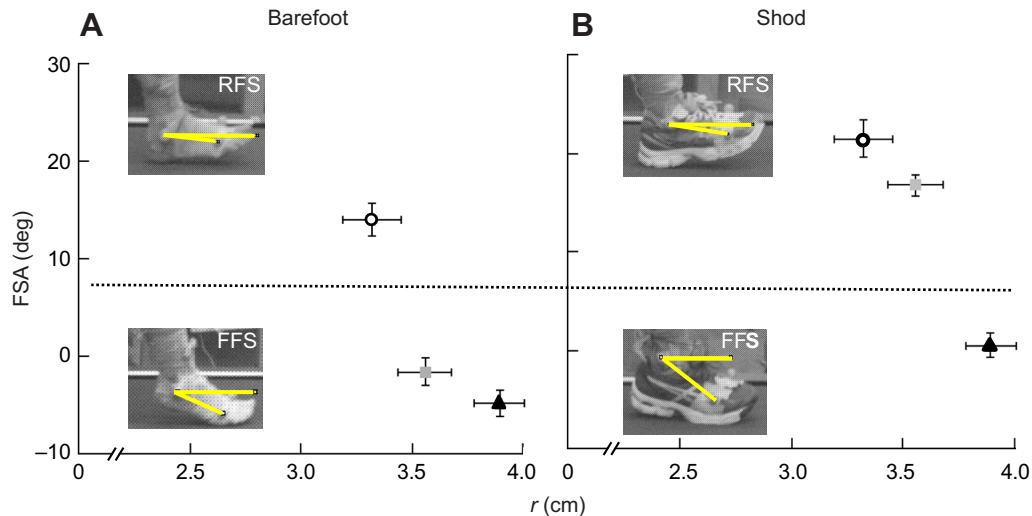 A Barefoot
B Shod
30
20
10
0
–10
FSA (deg)
RFS
FFS
RFS
FFS
0 2.5 3.0 3.5 4.0
0 2.5 3.0 3.5 4.0
r (cm)